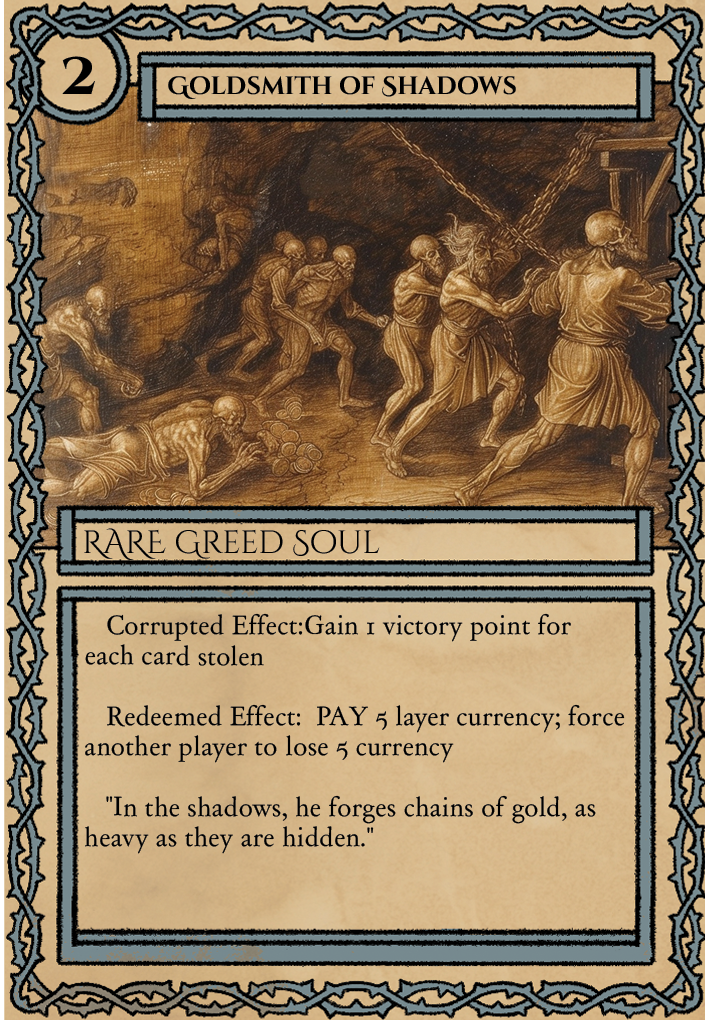 2
Goldsmith of Shadows
Rare Greed Soul
Corrupted Effect:Gain 1 victory point for
each card stolen
Redeemed Effect: PAY 5 layer currency; force
another player to lose 5 currency
"In the shadows, he forges chains of gold, as
heavy as they are hidden."